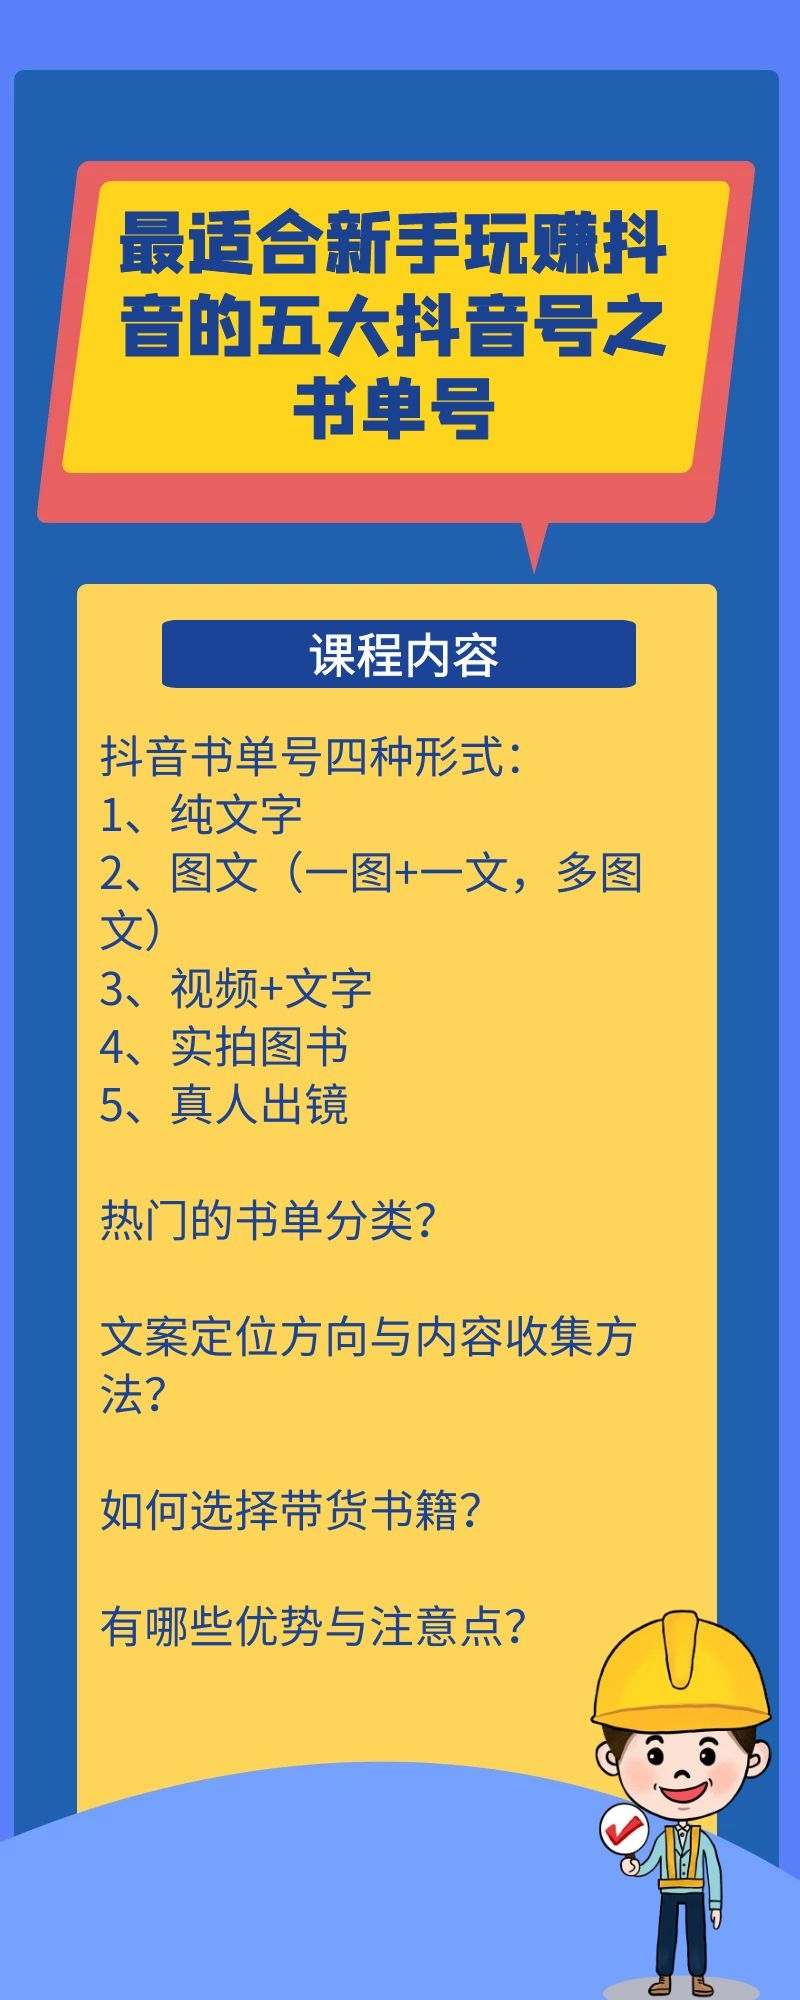 最适合新手玩赚抖
音的五大抖音号之
书单号
课程内容
抖音书单号四种形式：
1、纯文字
2、图文（一图+一文，多图
文）
3、视频+文字
4、实拍图书
5、真人出镜
热门的书单分类？
文案定位方向与内容收集方
法？
如何选择带货书籍？
有哪些优势与注意点？